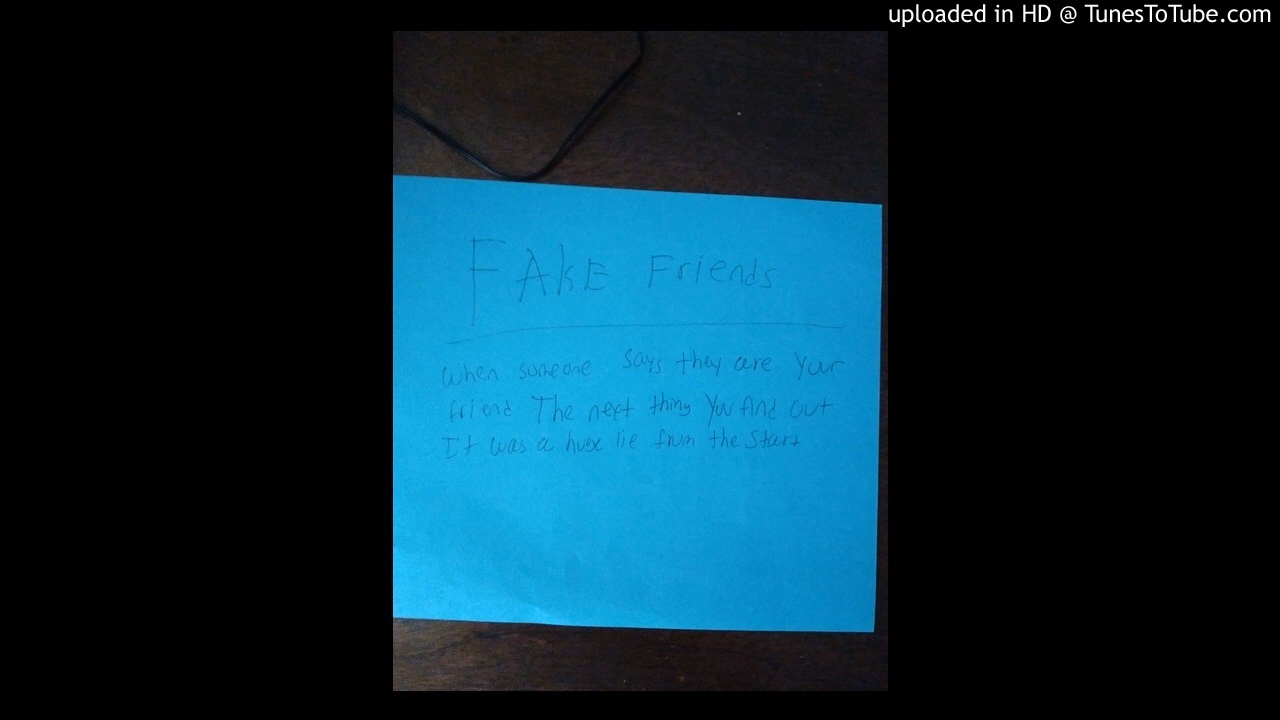 uploaded in HD @ TunesToTube.com
FAkE Friends
when someone says they are Your
friend The next thing You find out
It was a huge lie from the Start